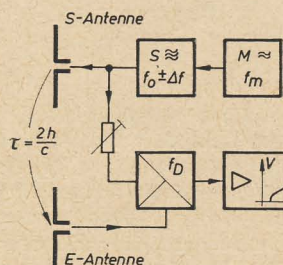 S-Antenne
S ≈
f₀ ± Δf
M ≈
fₘ
τ = 2h/c
f_D
V
E-Antenne